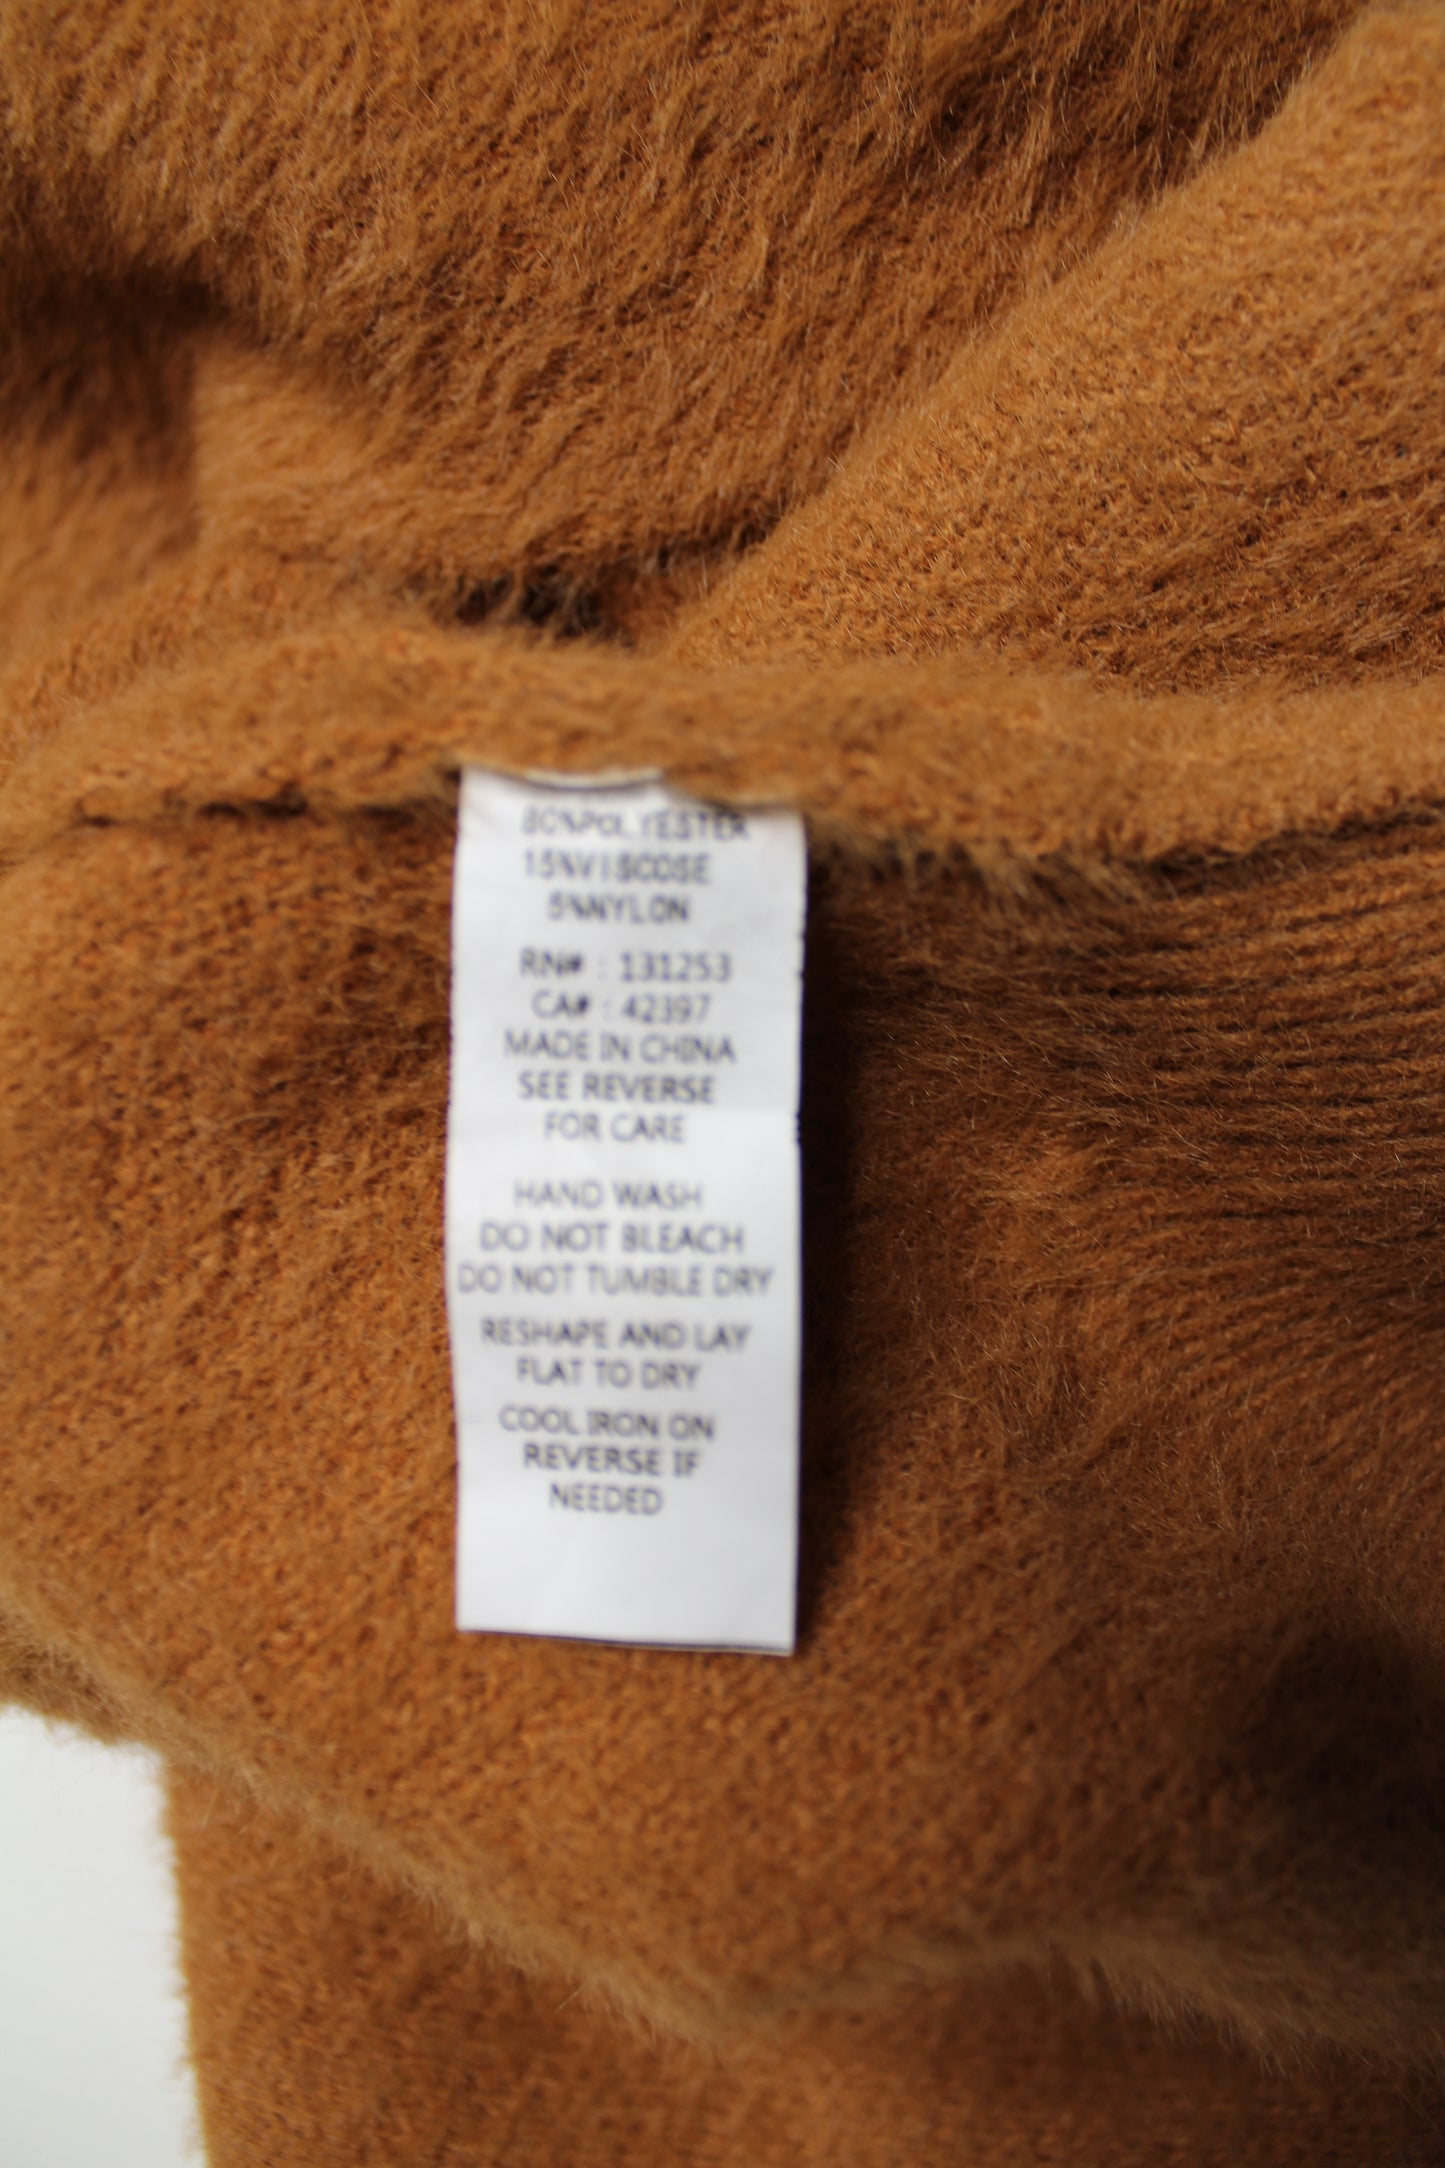 80%POLYESTER
15%VISCOSE
5%NYLON
RN# : 131253
CA# : 42397
MADE IN CHINA
SEE REVERSE
FOR CARE
HAND WASH
DO NOT BLEACH
DO NOT TUMBLE DRY
RESHAPE AND LAY
FLAT TO DRY
COOL IRON ON
REVERSE IF
NEEDED